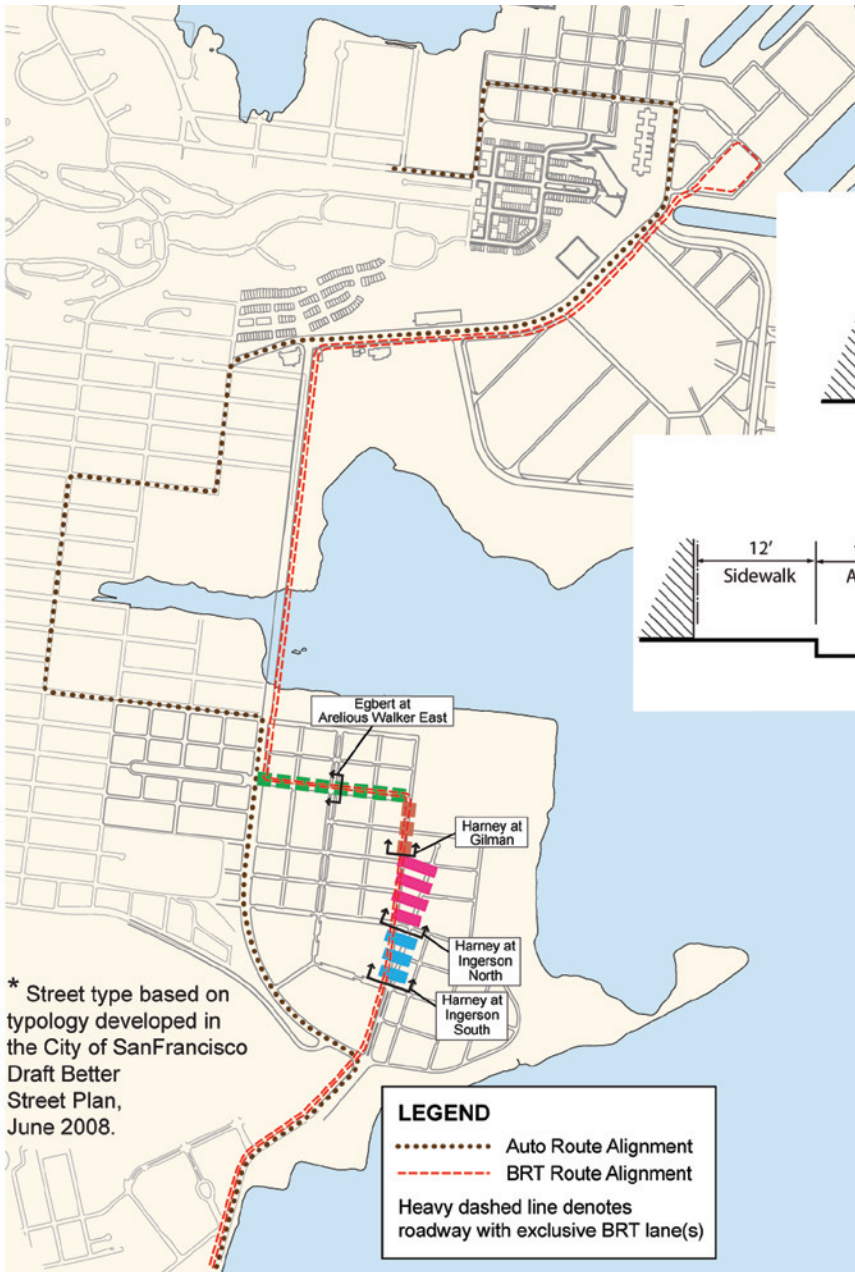 12'
Sidewalk
A
Egbert at
Arelious Walker East
Harney at
Gilman
Harney at
Ingerson
North
Harney at
Ingerson
South
* Street type based on
typology developed in
the City of SanFrancisco
Draft Better
Street Plan,
June 2008.
LEGEND
Auto Route Alignment
BRT Route Alignment
Heavy dashed line denotes
roadway with exclusive BRT lane(s)